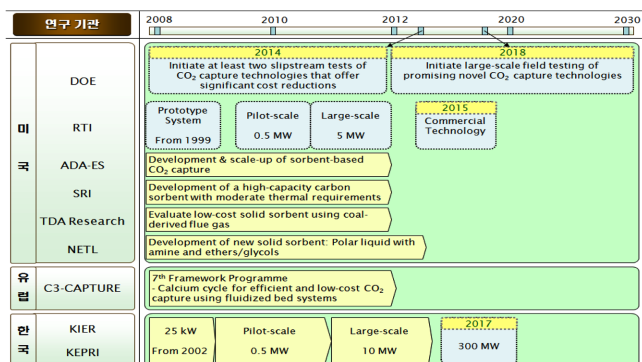 연구 기관
2008 2010 2012 2020 2030
미국
DOE
2014
Initiate at least two slipstream tests of
CO₂ capture technologies that offer
significant cost reductions
2018
Initiate large-scale field testing of
promising novel CO₂ capture technologies
RTI
Prototype
System
From 1999
Pilot-scale
0.5 MW
Large-scale
5 MW
2015
Commercial
Technology
ADA-ES
Development & scale-up of sorbent-based
CO₂ capture
SRI
Development of a high-capacity carbon
sorbent with moderate thermal requirements
TDA Research
Evaluate low-cost solid sorbent using coal-
derived flue gas
NETL
Development of new solid sorbent: Polar liquid with
amine and ethers/glycols
유럽
C3-CAPTURE
7th Framework Programme
- Calcium cycle for efficient and low-cost CO₂
capture using fluidized bed systems
한국
KIER
KEPRI
25 kW
From 2002
Pilot-scale
0.5 MW
Large-scale
10 MW
2017
300 MW